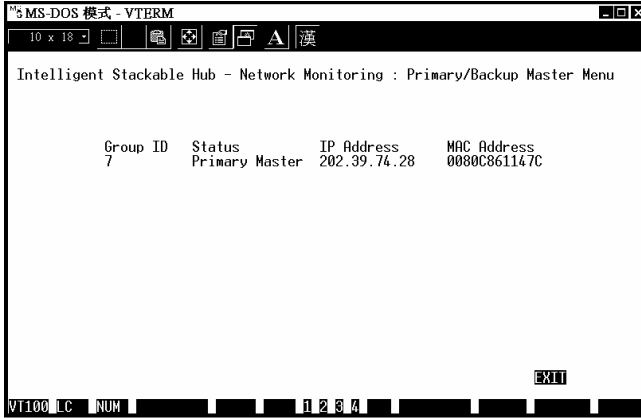 MS-DOS 模式 - VTERM
10 x 18 A 漢
Intelligent Stackable Hub - Network Monitoring : Primary/Backup Master Menu
Group ID Status IP Address MAC Address
7 Primary Master 202.39.74.28 0080C861147C
EXIT
VT100 LC NUM 1 2 3 4